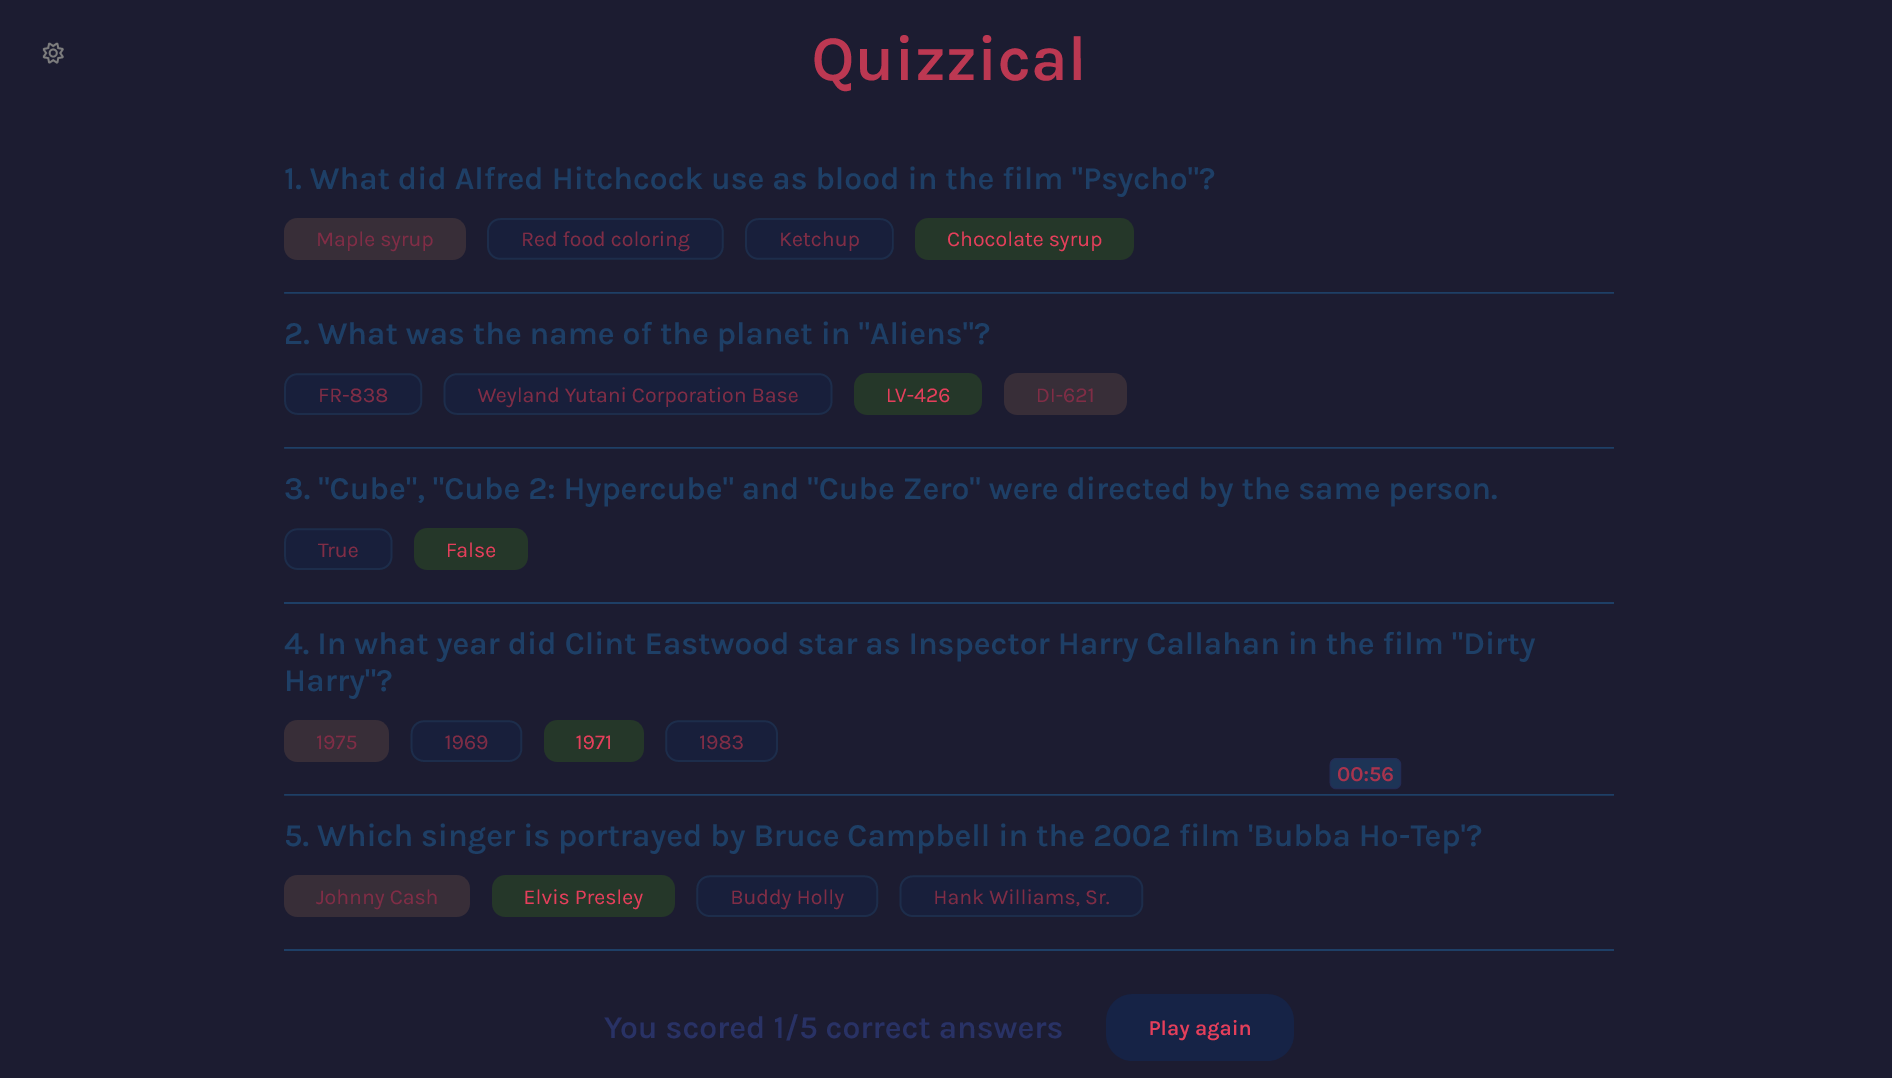 Quizzical
1. What did Alfred Hitchcock use as blood in the film "Psycho"?
Maple syrup Red food coloring Ketchup Chocolate syrup
2. What was the name of the planet in "Aliens"?
FR-838 Weyland Yutani Corporation Base LV-426 DI-621
3. "Cube", "Cube 2: Hypercube" and "Cube Zero" were directed by the same person.
True False
4. In what year did Clint Eastwood star as Inspector Harry Callahan in the film "Dirty
Harry"?
1975 1969 1971 1983
00:56
5. Which singer is portrayed by Bruce Campbell in the 2002 film 'Bubba Ho-Tep'?
Johnny Cash Elvis Presley Buddy Holly Hank Williams, Sr.
You scored 1/5 correct answers Play again